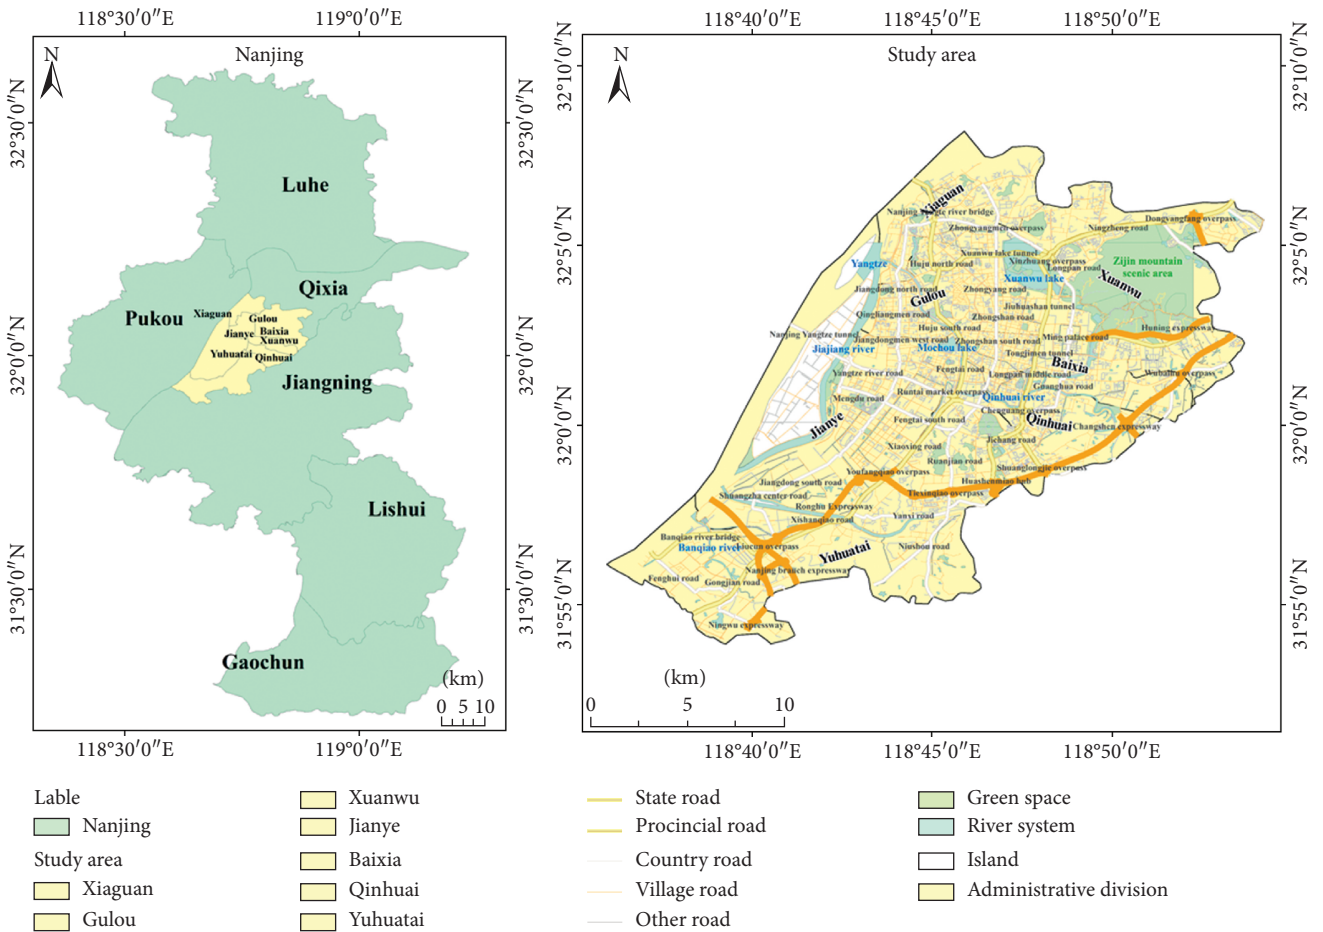 118°30′0″E
119°0′0″E
Nanjing
N
32°30′0″N
32°0′0″N
31°30′0″N
32°30′0″N
32°0′0″N
31°30′0″N
Luhe
Qixia
Pukou
Xiaguan
Gulou
Jianye
Baixia
Xuanwu
Yuhuatai
Qinhuai
Jiangning
Lishui
Gaochun
(km)
0 5 10
118°30′0″E
119°0′0″E
118°40′0″E
118°45′0″E
118°50′0″E
Study area
N
32°10′0″N
32°5′0″N
32°0′0″N
31°55′0″N
32°10′0″N
32°5′0″N
32°0′0″N
31°55′0″N
Xiaguan
Zhongyangmen overpass
Dongyangfang overpass
Ningzheng road
Xuanwu lake tunnel
Xinzhuang overpass
Longpan road
Zijin mountain
scenic area
Yangtze
Huju north road
Xuanwu lake
Xuanwu
Jiangdong north road
Zhongyang road
Gulou
Jiuhuashan tunnel
Qingliangmen road
Zhongshan road
Huju south road
Huning expressway
Nanjing Yangtze tunnel
Jiangdongmen west road
Zhongshan south road
Ming palace road
Jiajiang river
Mochou lake
Tongjimen tunnel
Baixia
Yangtze river road
Fengtai road
Longpan middle road
Guanghua road
Mengdu road
Runtai market overpass
Qinhuai river
Chenguang overpass
Jianye
Fengtai south road
Qinhuai
Changshen expressway
Xiaoxing road
Jichang road
Ruanjian road
Shuanglongjie overpass
Youfangqiao overpass
Jiangdong south road
Huashenmiao hub
Shuangzha center road
Tiexinqiao overpass
Ronghu Expressway
Xishanqiao road
Yanxi road
Banqiao river bridge
Banqiao river
Yuhuatai
Niushou road
Nanjing branch expressway
Fenghui road
Gongjian road
Ningwu expressway
(km)
0 5 10
118°40′0″E
118°45′0″E
118°50′0″E
Lable
Nanjing
Study area
Xiaguan
Gulou
Xuanwu
Jianye
Baixia
Qinhuai
Yuhuatai
State road
Procincial road
Country road
Village road
Other road
Green space
River system
Island
Administrative division